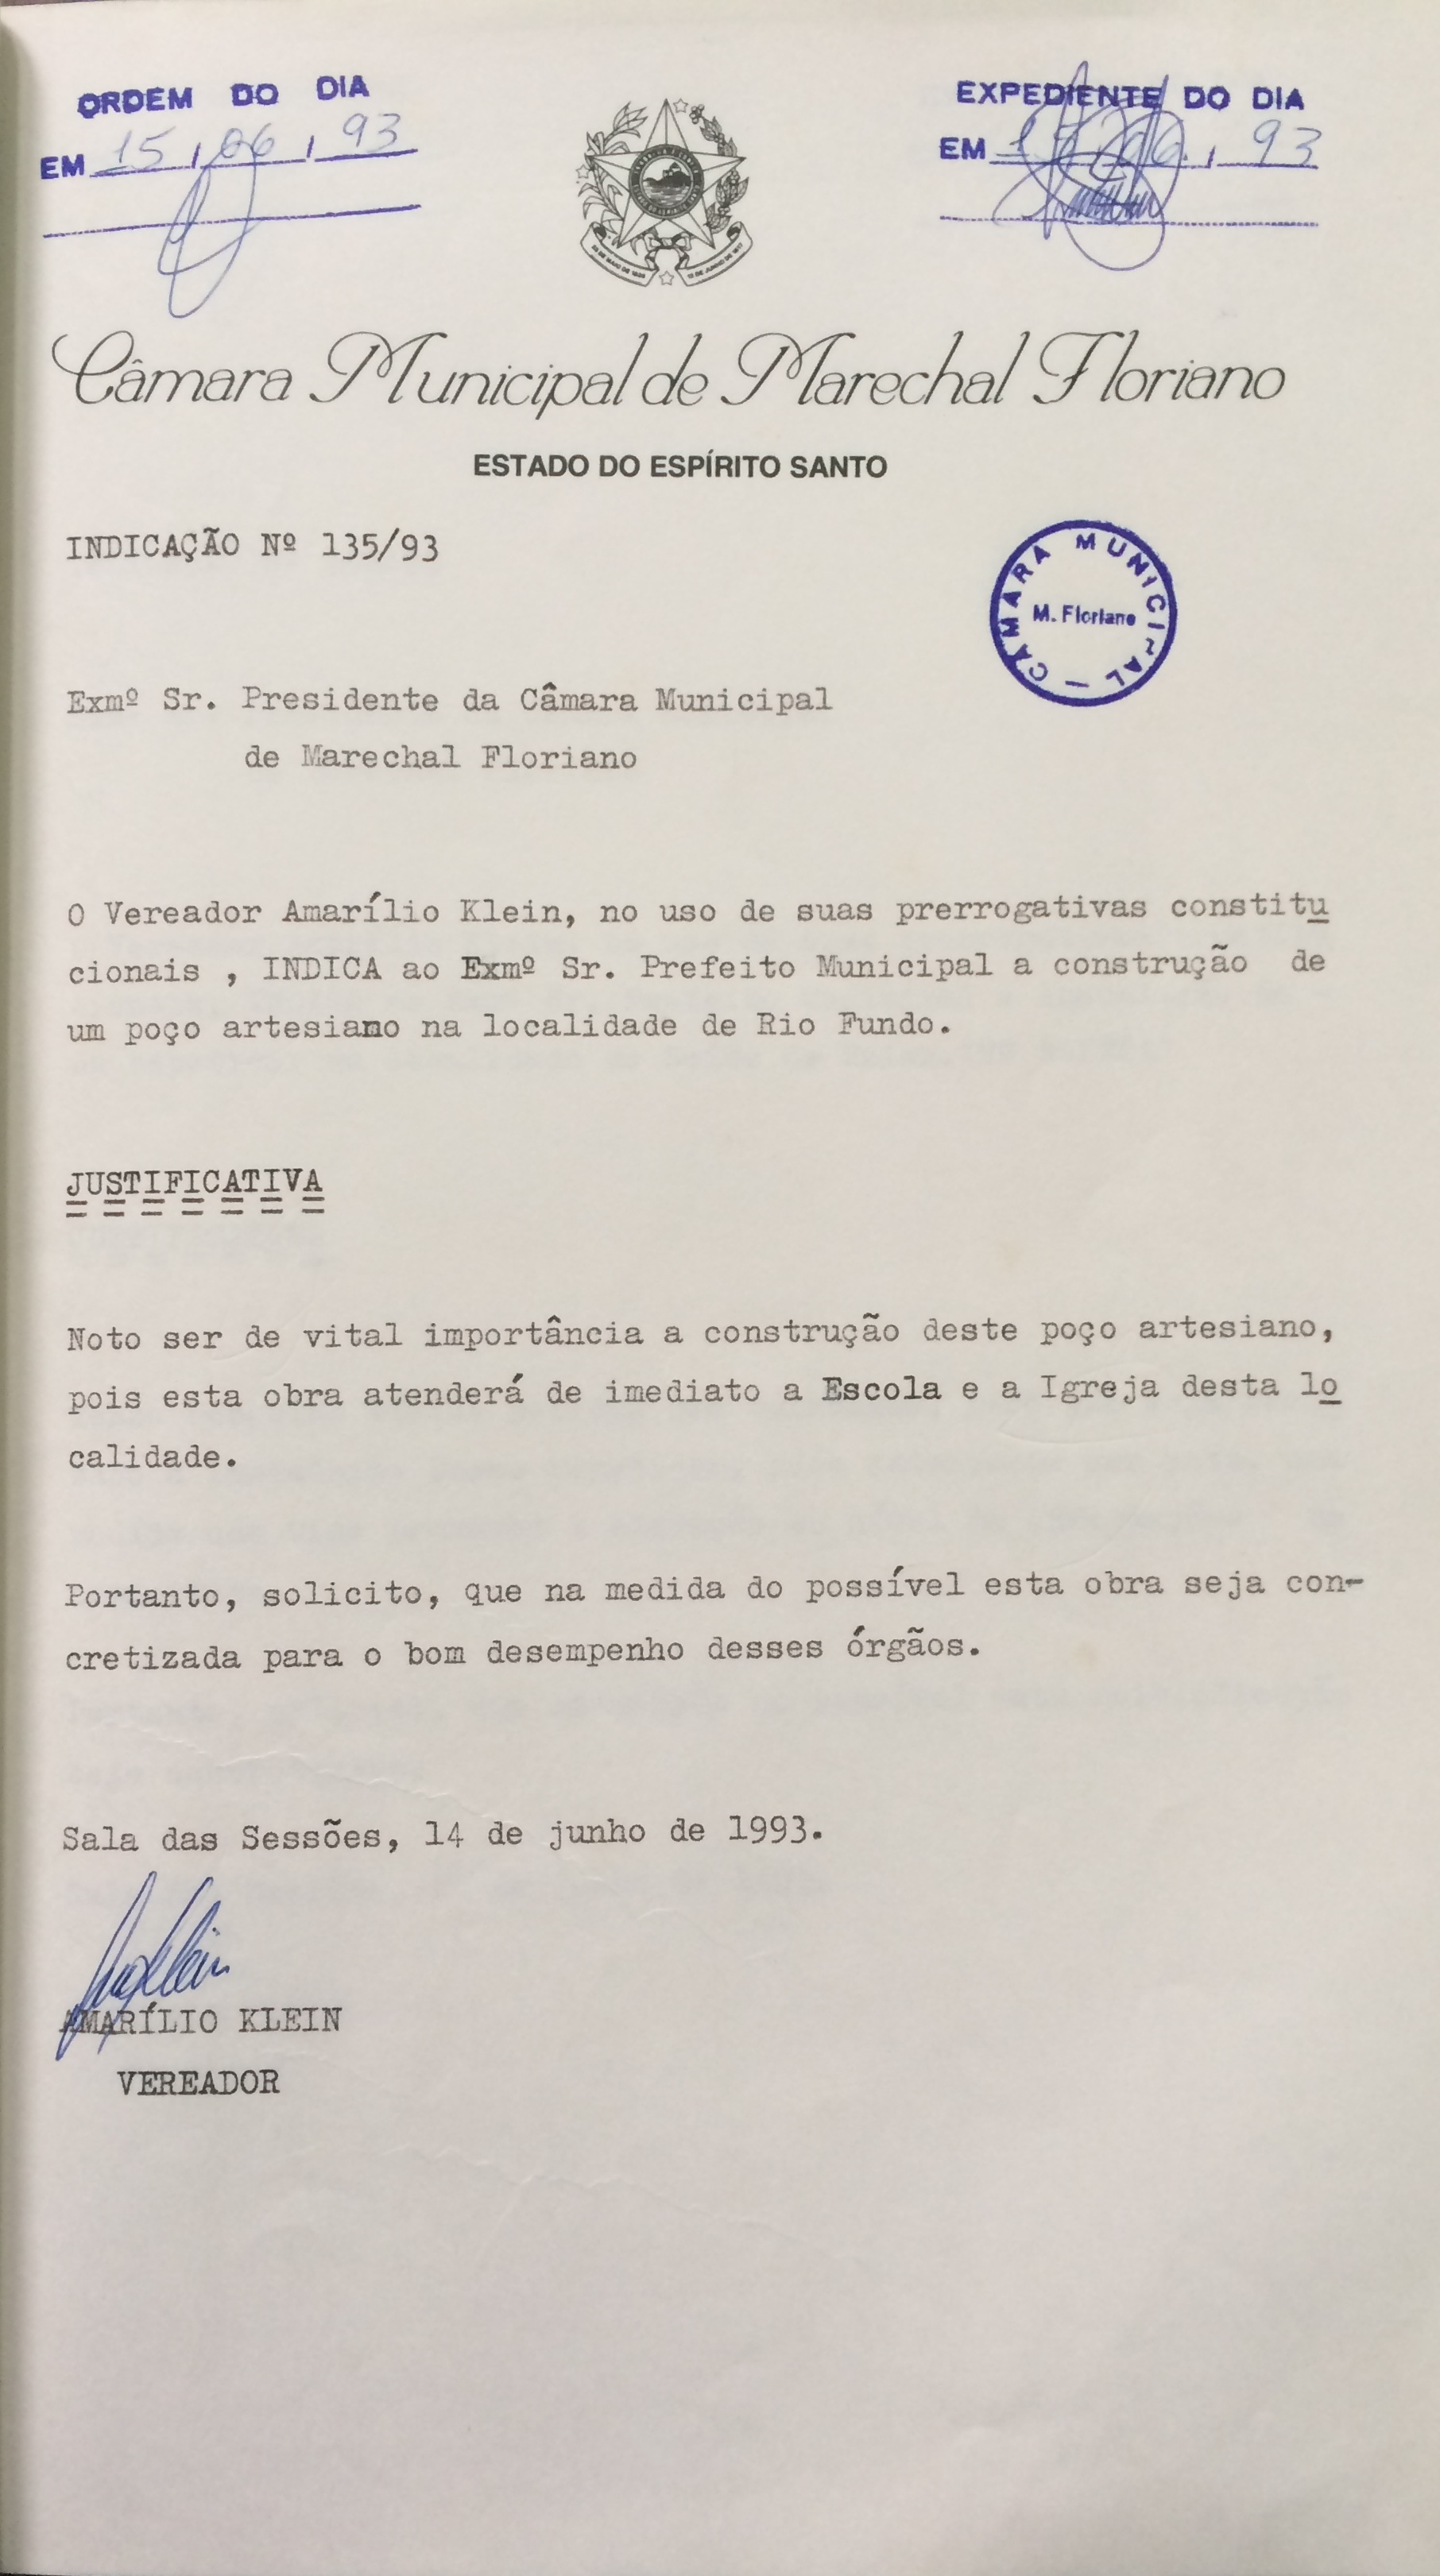 ORDEM DO DIA
EM 15 / 06 / 93
EXPEDIENTE DO DIA
EM / 93
Câmara Municipal de Marechal Floriano
ESTADO DO ESPÍRITO SANTO
INDICAÇÃO Nº 135/93
CÂMARA MUNICIPAL —
M. Floriano
Exmº Sr. Presidente da Câmara Municipal
de Marechal Floriano
O Vereador Amarílio Klein, no uso de suas prerrogativas constitu
cionais , INDICA ao Exmº Sr. Prefeito Municipal a construção de
um poço artesiano na localidade de Rio Fundo.
JUSTIFICATIVA
Noto ser de vital importância a construção deste poço artesiano,
pois esta obra atenderá de imediato a Escola e a Igreja desta lo
calidade.
Portanto, solicito, que na medida do possível esta obra seja con-
cretizada para o bom desempenho desses órgãos.
Sala das Sessões, 14 de junho de 1993.
AMARÍLIO KLEIN
VEREADOR